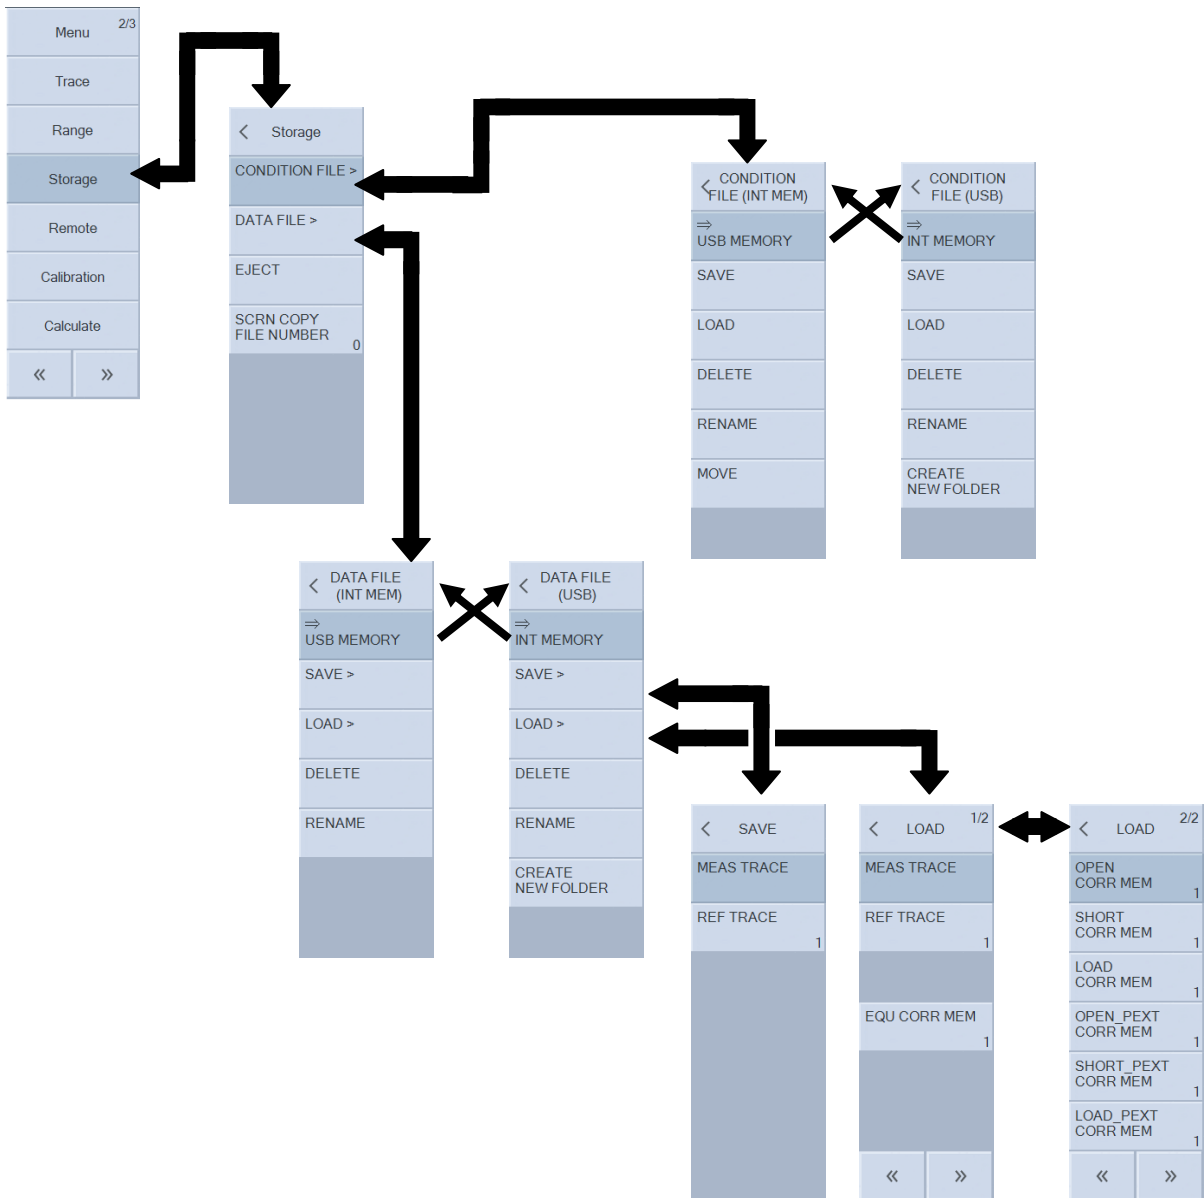 Menu 2/3
Trace
Range
Storage
Remote
Calibration
Calculate
« »
< Storage
CONDITION FILE >
DATA FILE >
EJECT
SCRN COPY
FILE NUMBER
0
< CONDITION
FILE (INT MEM)
⇒
USB MEMORY
SAVE
LOAD
DELETE
RENAME
MOVE
< CONDITION
FILE (USB)
⇒
INT MEMORY
SAVE
LOAD
DELETE
RENAME
CREATE
NEW FOLDER
< DATA FILE
(INT MEM)
⇒
USB MEMORY
SAVE >
LOAD >
DELETE
RENAME
< DATA FILE
(USB)
⇒
INT MEMORY
SAVE >
LOAD >
DELETE
RENAME
CREATE
NEW FOLDER
< SAVE
MEAS TRACE
REF TRACE
1
< LOAD 1/2
MEAS TRACE
REF TRACE
1
EQU CORR MEM
1
« »
< LOAD 2/2
OPEN
CORR MEM
1
SHORT
CORR MEM
1
LOAD
CORR MEM
1
OPEN_PEXT
CORR MEM
1
SHORT_PEXT
CORR MEM
1
LOAD_PEXT
CORR MEM
1
« »